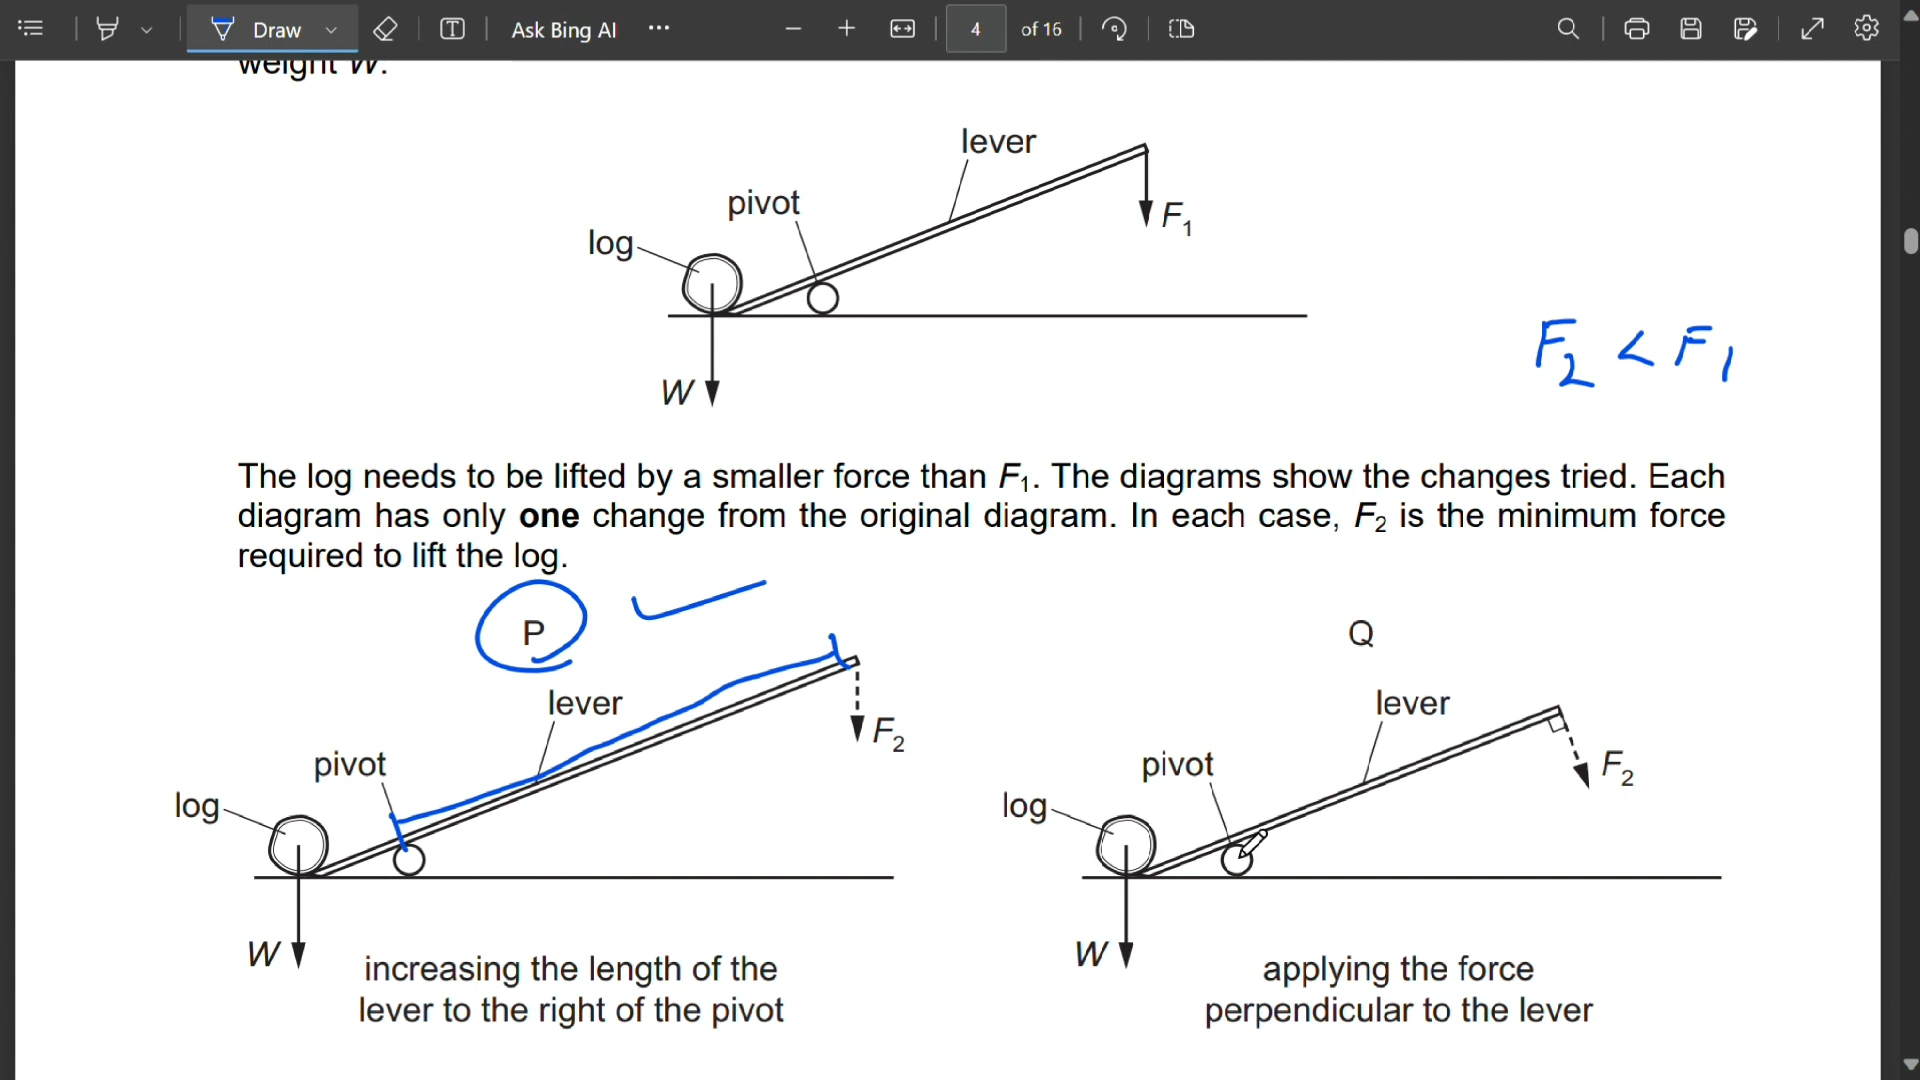 Draw
Ask Bing AI
4
of 16
weight W.
lever
pivot
log
F1
W
F2 < F1
The log needs to be lifted by a smaller force than F1. The diagrams show the changes tried. Each
diagram has only one change from the original diagram. In each case, F2 is the minimum force
required to lift the log.
P
lever
pivot
log
F2
W
increasing the length of the
lever to the right of the pivot
Q
lever
pivot
log
F2
W
applying the force
perpendicular to the lever